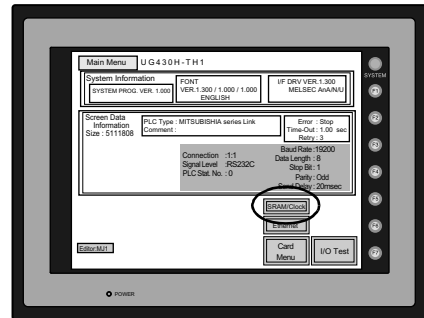 Main Menu UG430H-TH1
System Information
SYSTEM PROG. VER. 1.000
FONT
VER.1.300 / 1.000 / 1.000
ENGLISH
I/F DRV VER.1.300
MELSEC AnA/N/U
Screen Data
Information
Size : 5111808
PLC Type : MITSUBISHIA series Link
Comment :
Error : Stop
Time-Out : 1.00 sec
Retry : 3
Connection :1:1
Signal Level :RS232C
PLC Stat. No. : 0
Baud Rate :19200
Data Length : 8
Stop Bit : 1
Parity : Odd
Send Delay : 20msec
SRAM/Clock
Ethernet
Card
Menu
I/O Test
Editor:MJ1
SYSTEM
F1
F2
F3
F4
F5
F6
F7
POWER